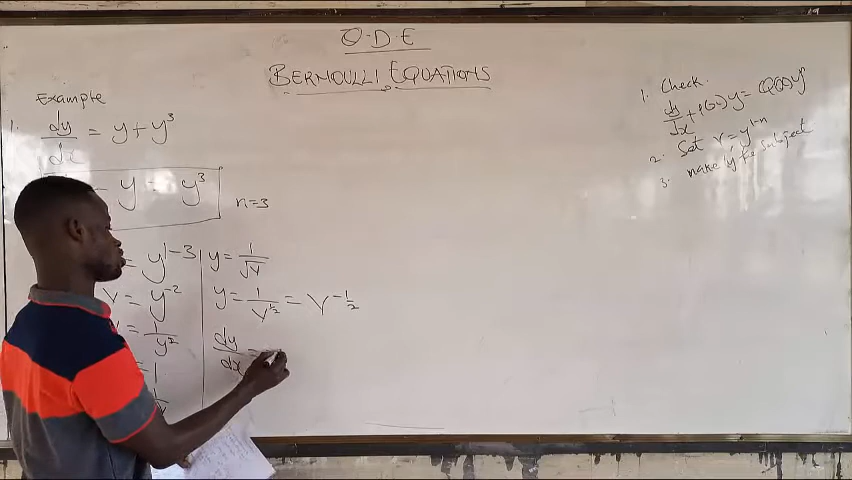 O.D.E
BERNOULLI EQUATIONS
Example
1. dy/dx = y + y³
- y = y³
n=3
= y^1-3
v = y^-2
v = 1/y²
= 1
y = 1/√v
y = 1/v^½ = v^-½
dy/dx =
1. Check.
dy/dx + P(x)y = Q(x)yⁿ
2. Set v = y^1-n
3. make y the subject